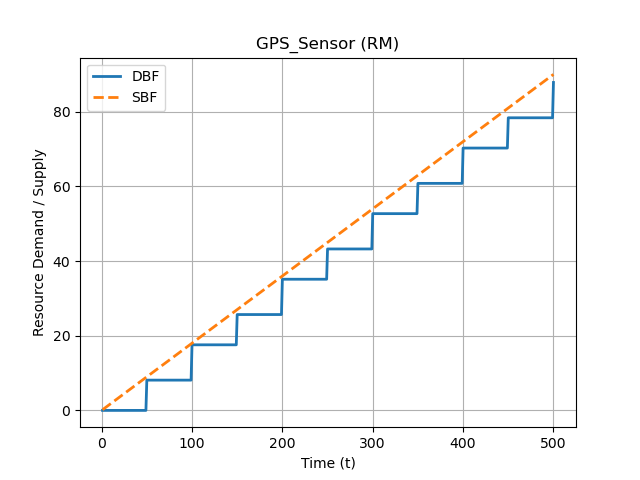 GPS_Sensor (RM)
DBF
SBF
Resource Demand / Supply
80
60
40
20
0
0 100 200 300 400 500
Time (t)